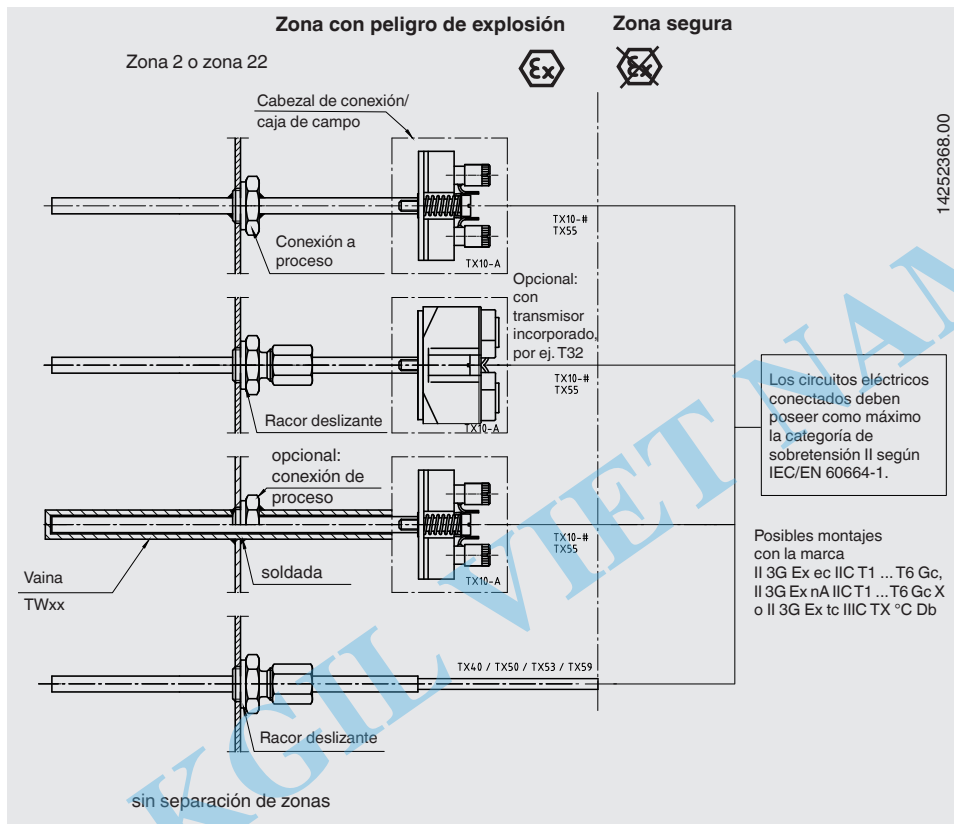 Zona con peligro de explosión
Zona segura
Zona 2 o zona 22
Ex
Ex
14252368.00
Cabezal de conexión/
caja de campo
Conexión a
proceso
TX10-A
TX10-#
TX55
Opcional:
con
transmisor
incorporado,
por ej. T32
TX10-#
TX55
Racor deslizante
TX10-A
Los circuitos eléctricos
conectados deben
poseer como máximo
la categoría de
sobretensión II según
IEC/EN 60664-1.
opcional:
conexión de
proceso
TX10-#
TX55
Vaina
TWxx
soldada
TX10-A
Posibles montajes
con la marca
II 3G Ex ec IIC T1 ... T6 Gc,
II 3G Ex nA IIC T1 ... T6 Gc X
o II 3G Ex tc IIIC TX °C Db
TX40 / TX50 / TX53 / TX59
Racor deslizante
sin separación de zonas
KGIL VIET NAM